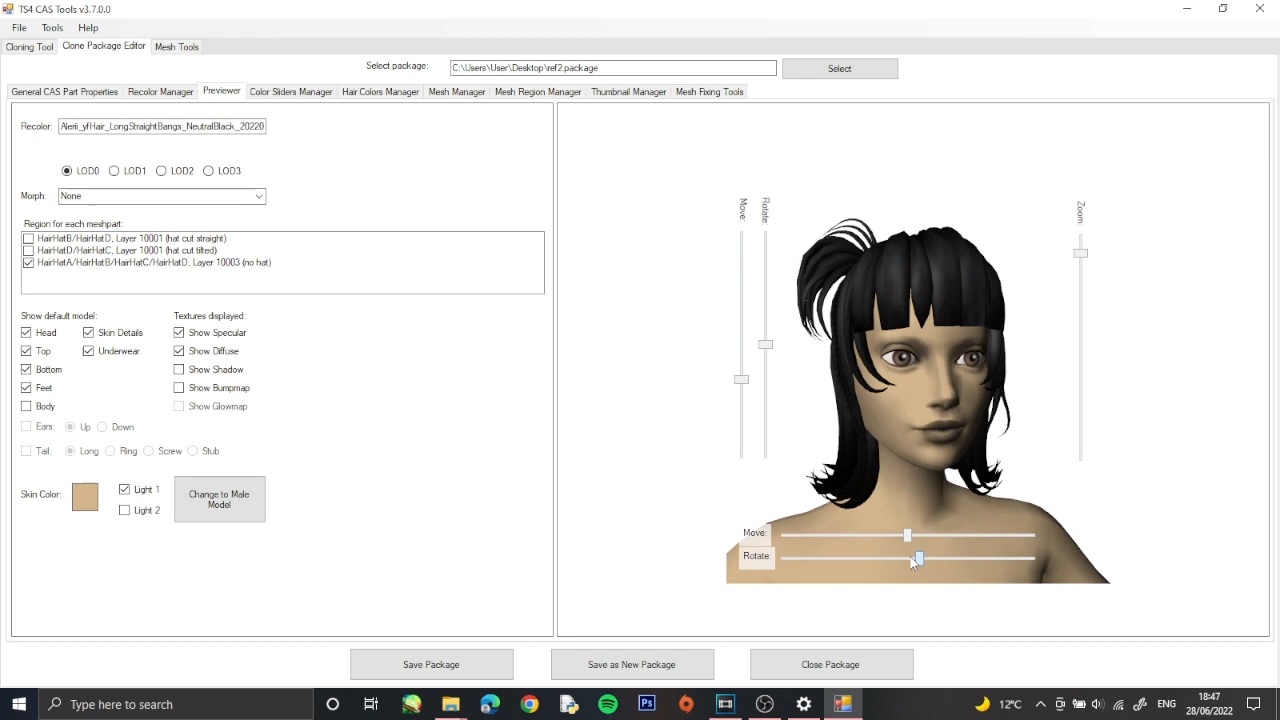 TS4 CAS Tools v3.7.0.0
File Tools Help
Cloning Tool Clone Package Editor Mesh Tools
Select package: C:\Users\User\Desktop\ref2.package Select
General CAS Part Properties Recolor Manager Previewer Color Sliders Manager Hair Colors Manager Mesh Manager Mesh Region Manager Thumbnail Manager Mesh Fixing Tools
Recolor: Alerii_yfHair_LongStraightBangs_NeutralBlack_20220
LOD0 LOD1 LOD2 LOD3
Morph: None
Region for each meshpart:
HairHatB/HairHatD, Layer 10001 (hat cut straight)
HairHatD/HairHatC, Layer 10001 (hat cut tilted)
HairHatA/HairHatB/HairHatC/HairHatD, Layer 10003 (no hat)
Show default model: Textures displayed:
Head Skin Details Show Specular
Top Underwear Show Diffuse
Bottom Show Shadow
Feet Show Bumpmap
Body Show Glowmap
Ears: Up Down
Tail: Long Ring Screw Stub
Skin Color: Light 1 Change to Male
Light 2 Model
Move: Rotate: Zoom:
Move:
Rotate:
Save Package Save as New Package Close Package
Type here to search Ps 12°C 18:47
28/06/2022